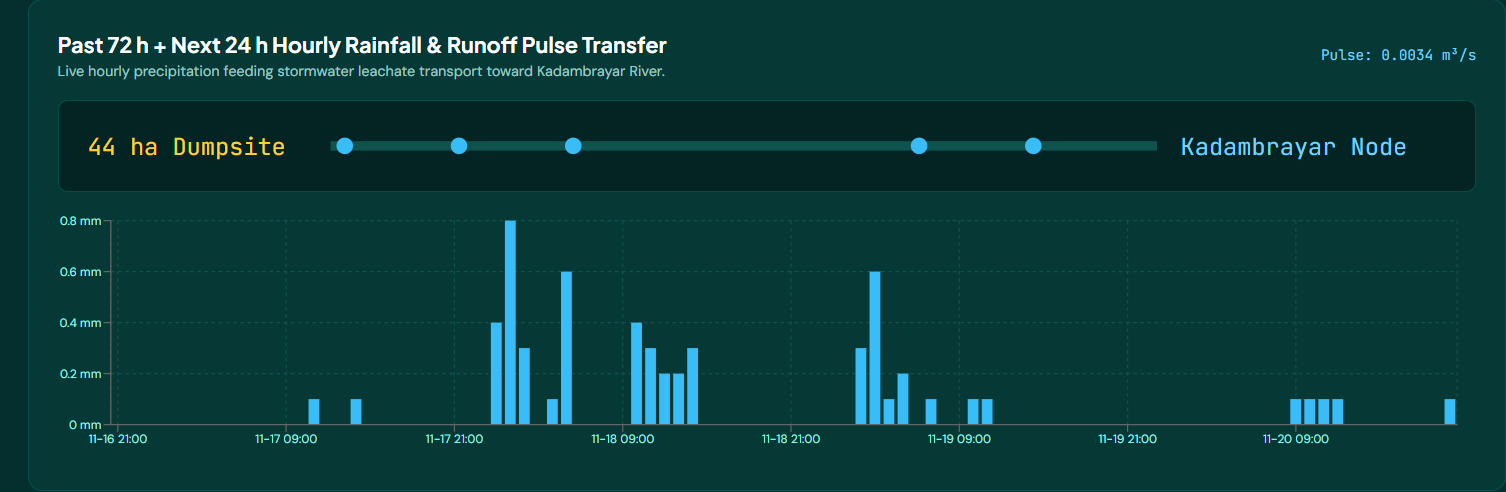 Past 72 h + Next 24 h Hourly Rainfall & Runoff Pulse Transfer
Live hourly precipitation feeding stormwater leachate transport toward Kadambrayar River.
Pulse: 0.0034 m³/s
44 ha Dumpsite
Kadambrayar Node
0.8 mm
0.6 mm
0.4 mm
0.2 mm
0 mm
11-16 21:00
11-17 09:00
11-17 21:00
11-18 09:00
11-18 21:00
11-19 09:00
11-19 21:00
11-20 09:00